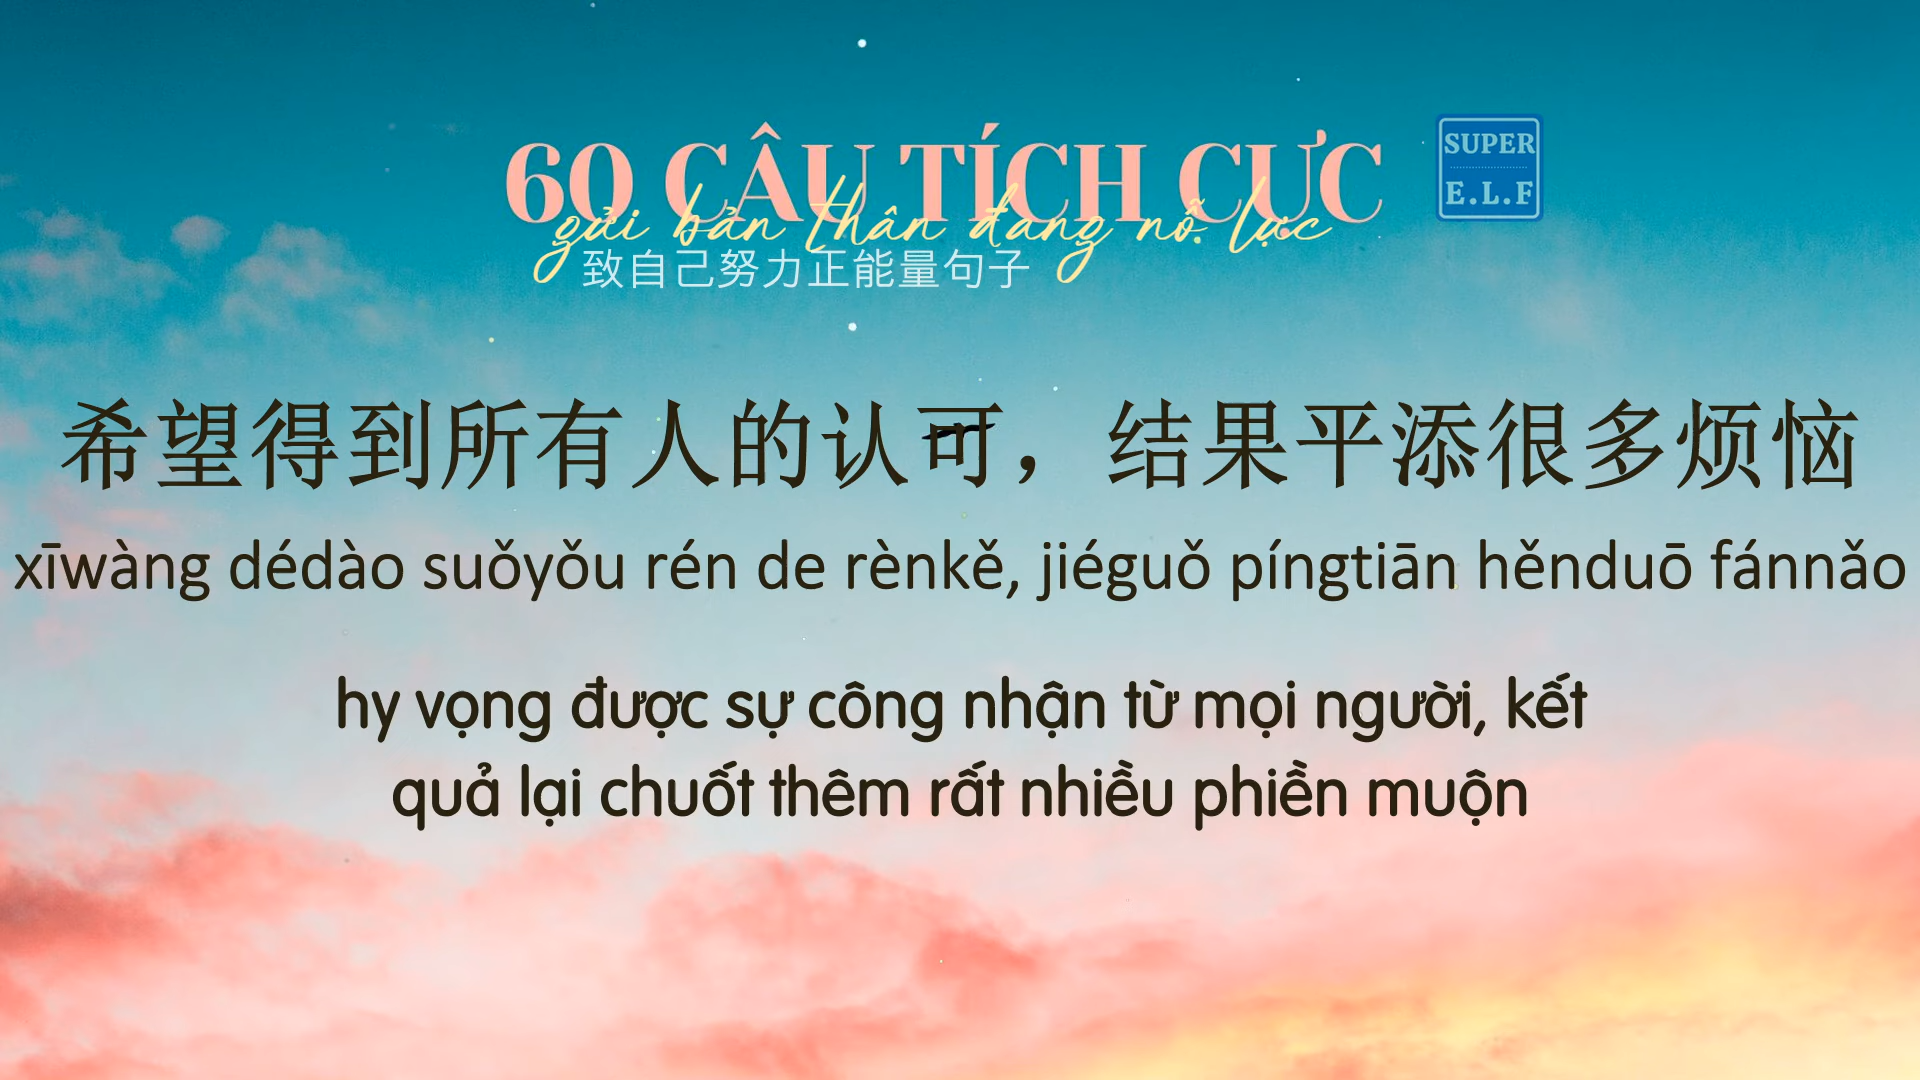 60 CÂU TÍCH CỰC
gửi bản thân đang nỗ lực
致自己努力正能量句子
SUPER
E.L.F
希望得到所有人的认可，结果平添很多烦恼
xīwàng dédào suǒyǒu rén de rènkě, jiéguǒ píngtiān hěnduō fánnǎo
hy vọng được sự công nhận từ mọi người, kết
quả lại chuốt thêm rất nhiều phiền muộn